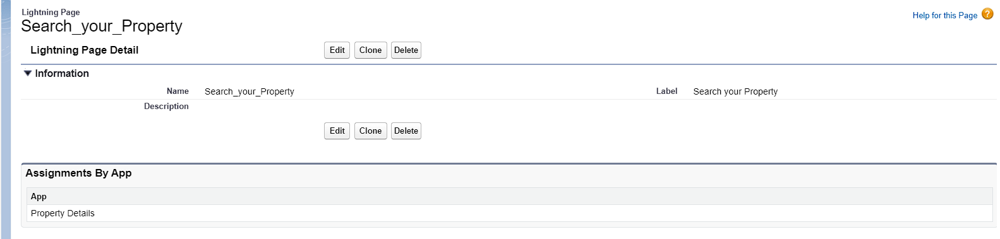 Lightning Page
Search_your_Property
Help for this Page ?
Lightning Page Detail
Edit Clone Delete
Information
Name Search_your_Property Label Search your Property
Description
Edit Clone Delete
Assignments By App
App
Property Details